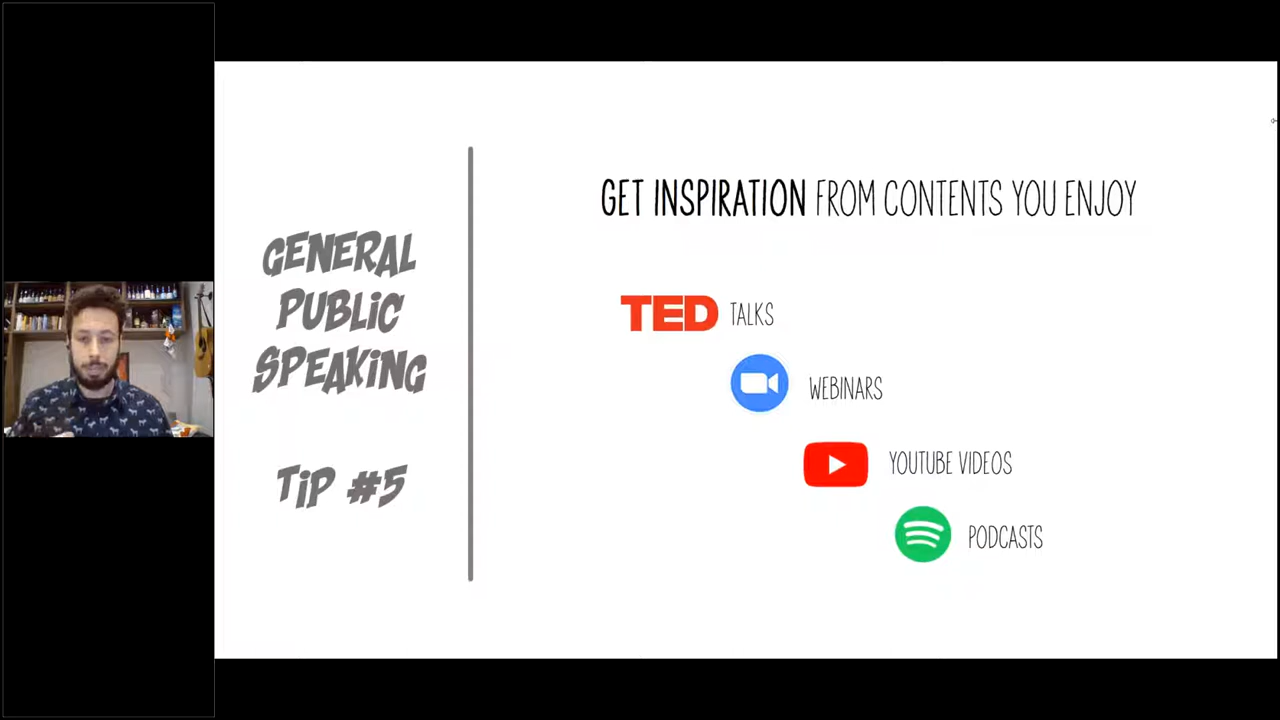 GENERAL
PUBLIC
SPEAKING
TIP #5
GET INSPIRATION FROM CONTENTS YOU ENJOY
TED TALKS
WEBINARS
YOUTUBE VIDEOS
PODCASTS